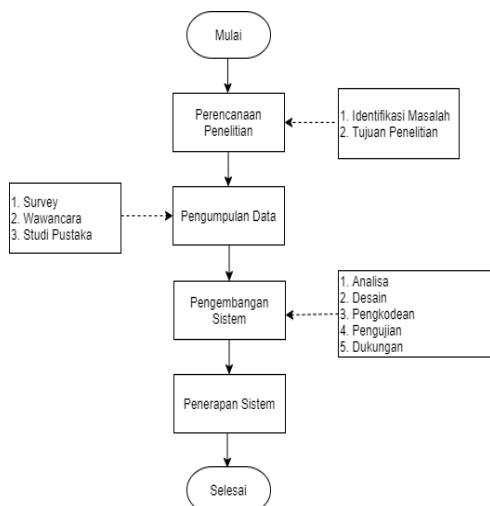 Mulai
Perencanaan
Penelitian
1. Identifikasi Masalah
2. Tujuan Penelitian
1. Survey
2. Wawancara
3. Studi Pustaka
Pengumpulan Data
Pengembangan
Sistem
1. Analisa
2. Desain
3. Pengkodean
4. Pengujian
5. Dukungan
Penerapan Sistem
Selesai